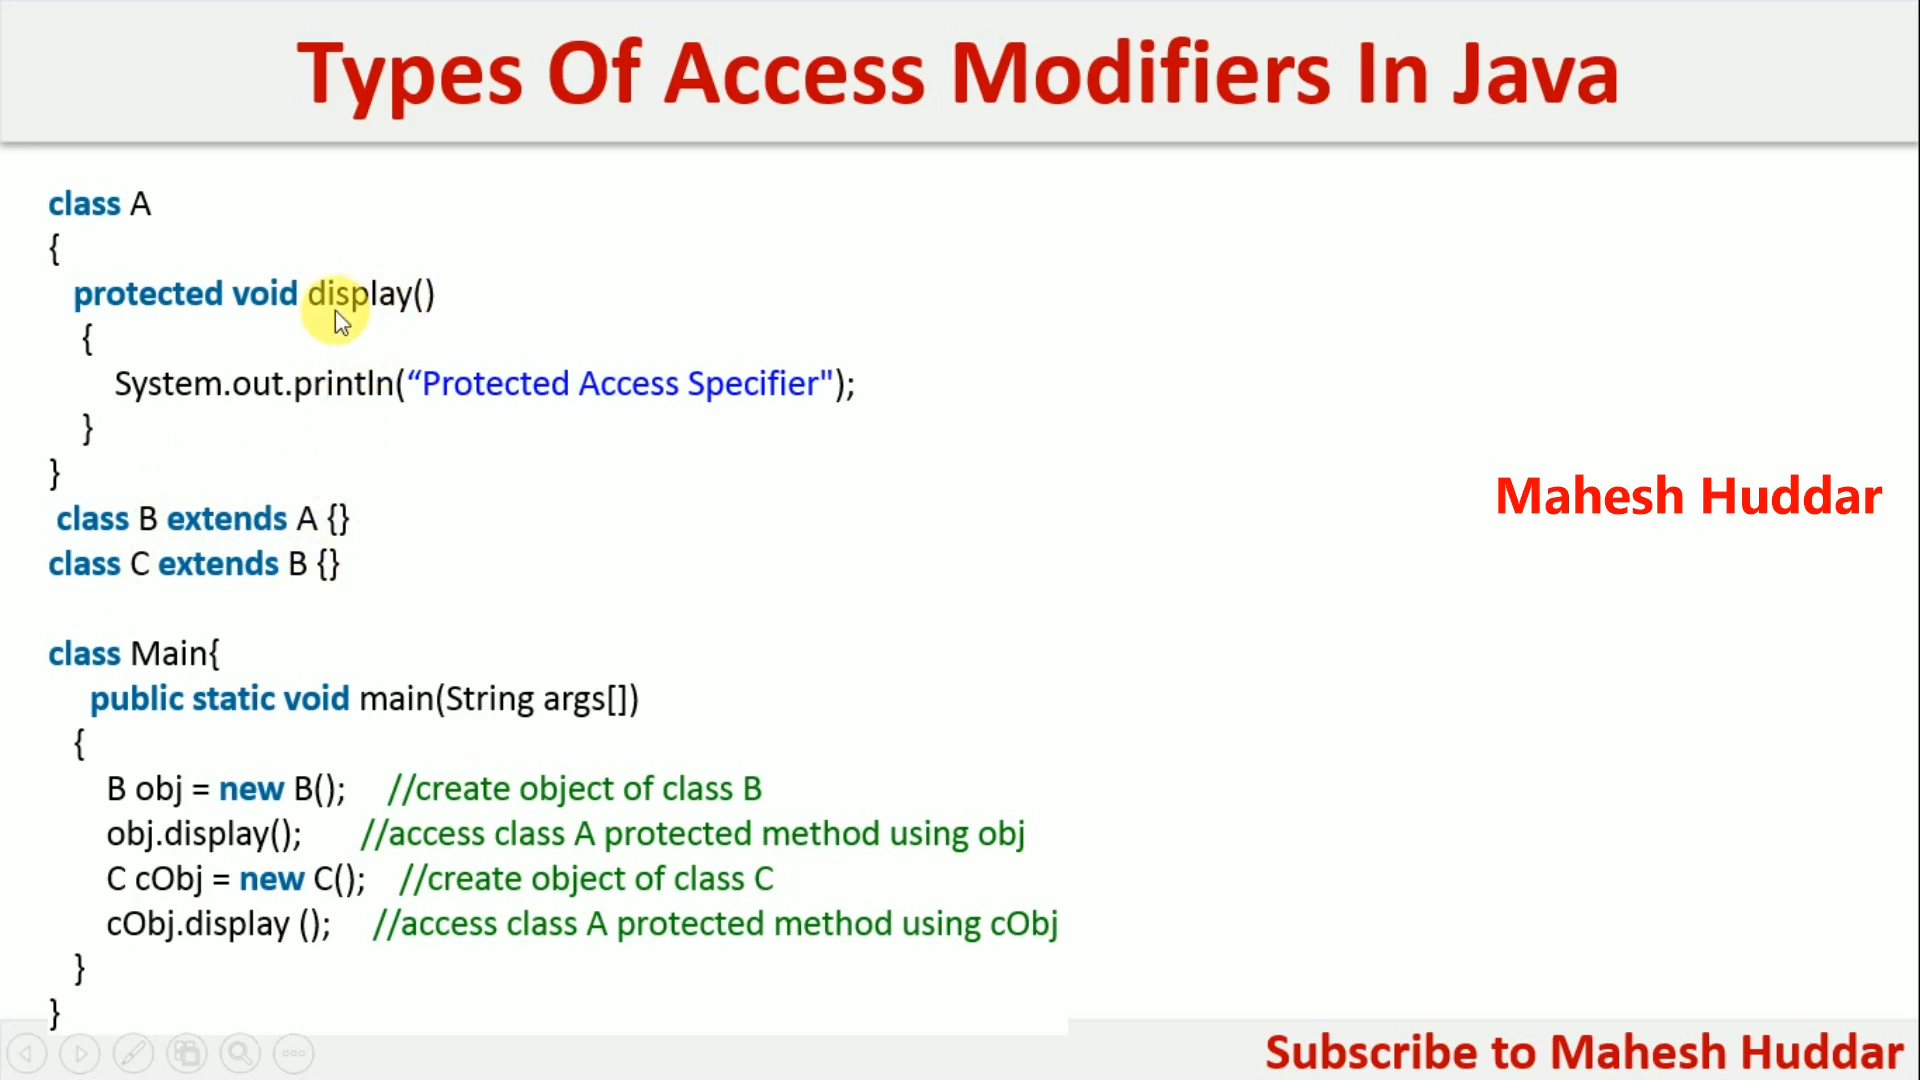 Types Of Access Modifiers In Java
class A
{
protected void display()
{
System.out.println(“Protected Access Specifier");
}
}
class B extends A {}
class C extends B {}
class Main{
public static void main(String args[])
{
B obj = new B(); //create object of class B
obj.display(); //access class A protected method using obj
C cObj = new C(); //create object of class C
cObj.display (); //access class A protected method using cObj
}
}
Mahesh Huddar
Subscribe to Mahesh Huddar